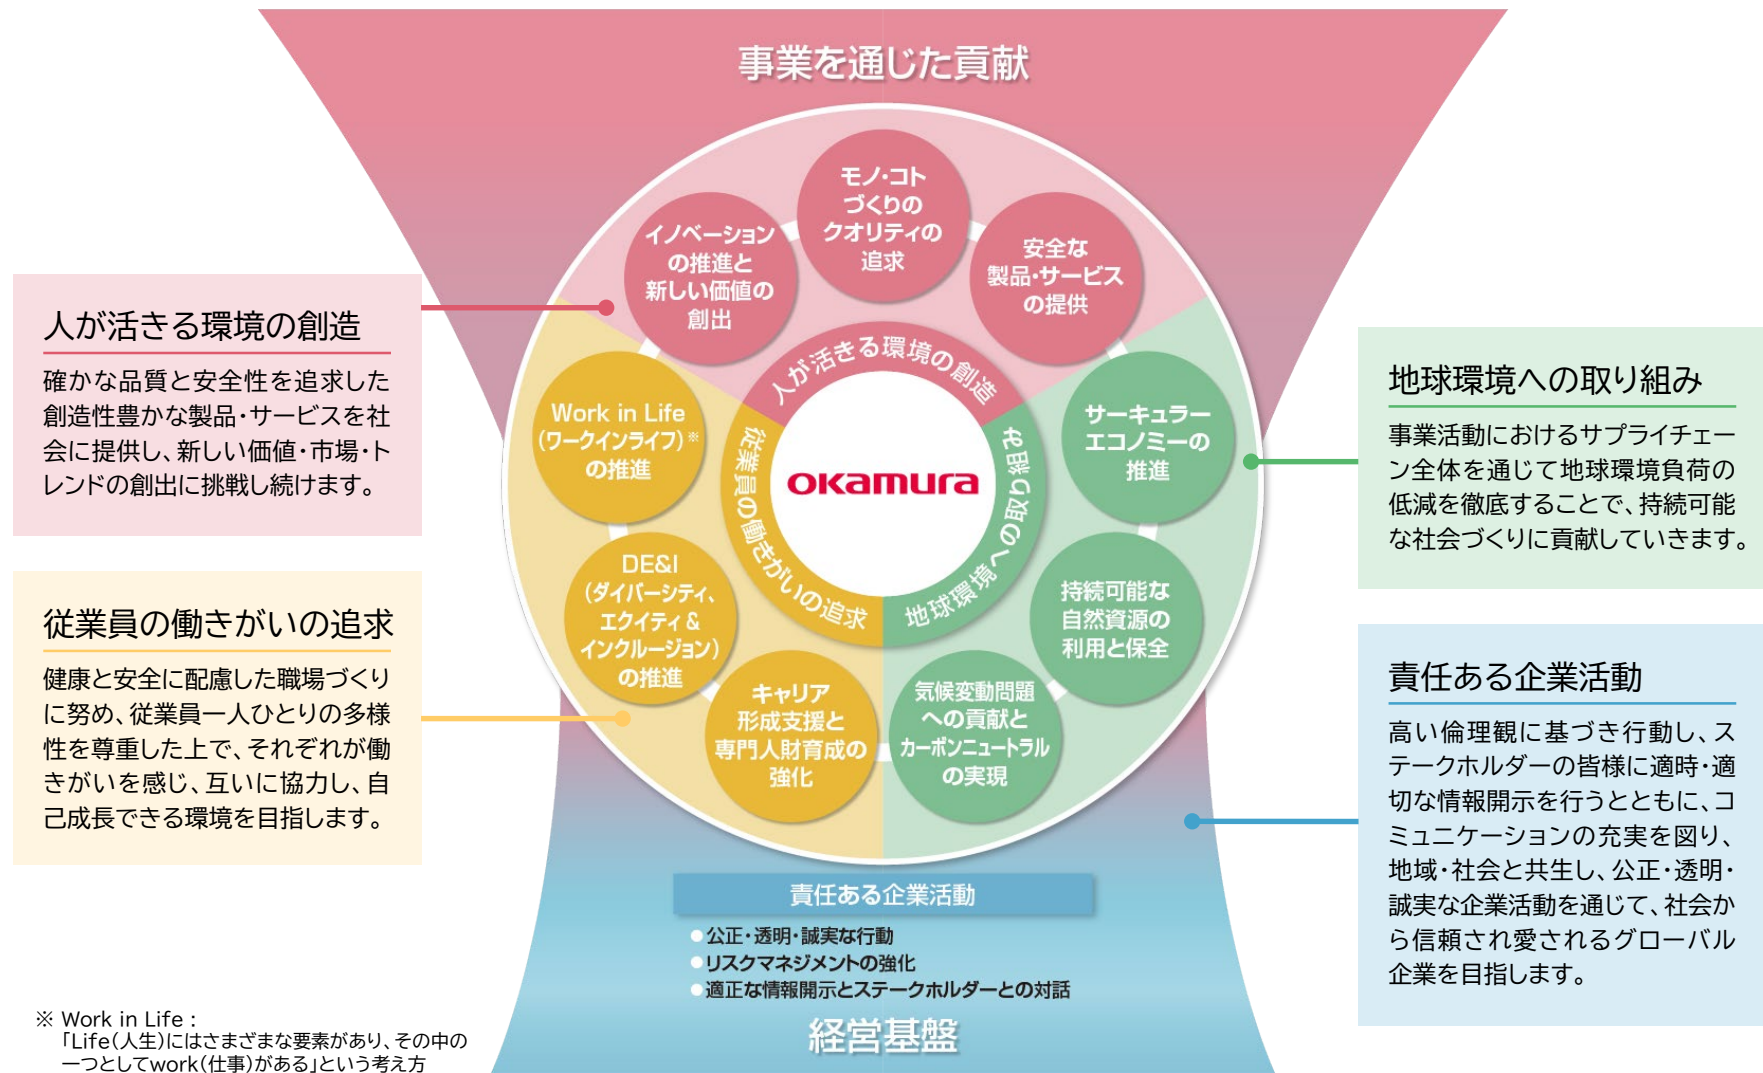 事業を通じた貢献
モノ・コト
づくりの
クオリティの
追求
イノベーション
の推進と
新しい価値の
創出
安全な
製品・サービス
の提供
人が活きる環境の創造
確かな品質と安全性を追求した
創造性豊かな製品・サービスを社
会に提供し、新しい価値・市場・ト
レンドの創出に挑戦し続けます。
従業員の働きがいの追求
健康と安全に配慮した職場づくり
に努め、従業員一人ひとりの多様
性を尊重した上で、それぞれが働
きがいを感じ、互いに協力し、自
己成長できる環境を目指します。
Work in Life
(ワークインライフ)※
の推進
DE&I
(ダイバーシティ、
エクイティ&
インクルージョン)
の推進
キャリア
形成支援と
専門人財育成の
強化
人が活きる環境の創造
従業員の働きがいの追求
地球環境への取り組み
okamura
サーキュラー
エコノミーの
推進
持続可能な
自然資源の
利用と保全
気候変動問題
への貢献と
カーボンニュートラル
の実現
地球環境への取り組み
事業活動におけるサプライチェー
ン全体を通じて地球環境負荷の
低減を徹底することで、持続可能
な社会づくりに貢献していきます。
責任ある企業活動
高い倫理観に基づき行動し、ス
テークホルダーの皆様に適時・適
切な情報開示を行うとともに、コ
ミュニケーションの充実を図り、
地域・社会と共生し、公正・透明・
誠実な企業活動を通じて、社会か
ら信頼され愛されるグローバル
企業を目指します。
責任ある企業活動
●公正・透明・誠実な行動
●リスクマネジメントの強化
●適正な情報開示とステークホルダーとの対話
経営基盤
※ Work in Life :
「Life(人生)にはさまざまな要素があり、その中の
一つとしてwork(仕事)がある」という考え方